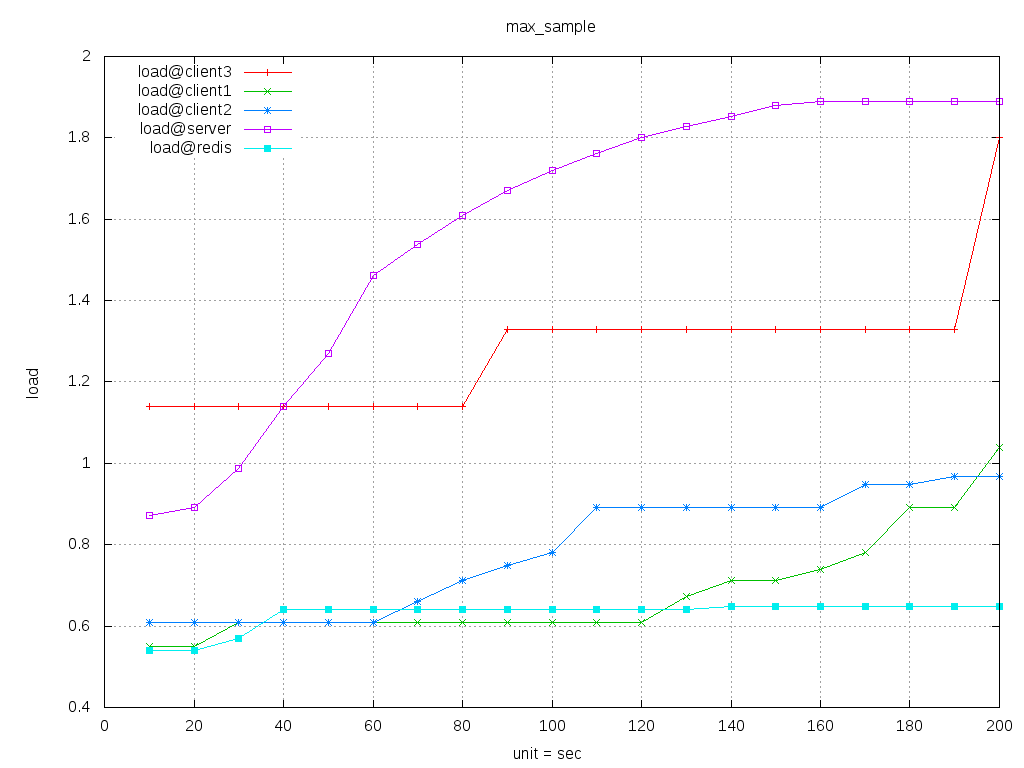 max_sample
load@client3
load@client1
load@client2
load@server
load@redis
2
1.8
1.6
1.4
1.2
1
0.8
0.6
0.4
load
0 20 40 60 80 100 120 140 160 180 200
unit = sec